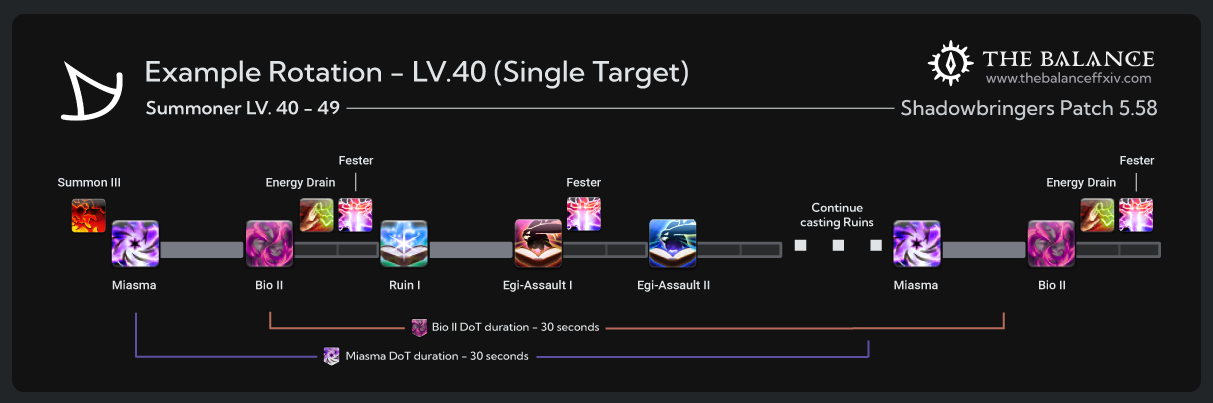 Example Rotation – LV.40 (Single Target)
THE BALANCE
www.thebalanceffxiv.com
Summoner LV. 40 – 49
Shadowbringers Patch 5.58
Fester
Fester
Summon III
Energy Drain
Fester
Energy Drain
Continue
casting Ruins
Miasma
Bio II
Ruin I
Egi-Assault I
Egi-Assault II
Miasma
Bio II
Bio II DoT duration – 30 seconds
Miasma DoT duration – 30 seconds